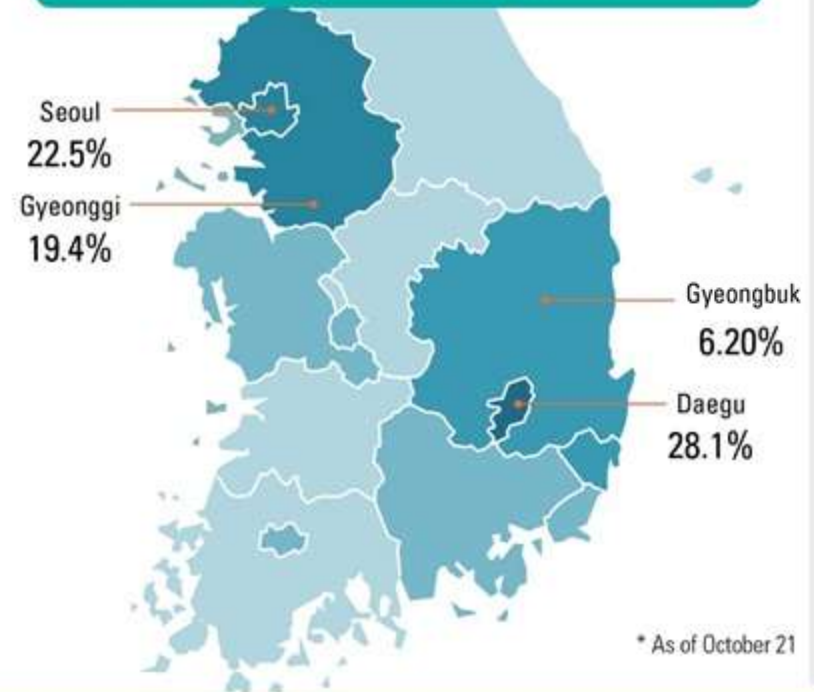 Seoul
22.5%
Gyeonggi
19.4%
Gyeongbuk
6.20%
Daegu
28.1%
* As of October 21